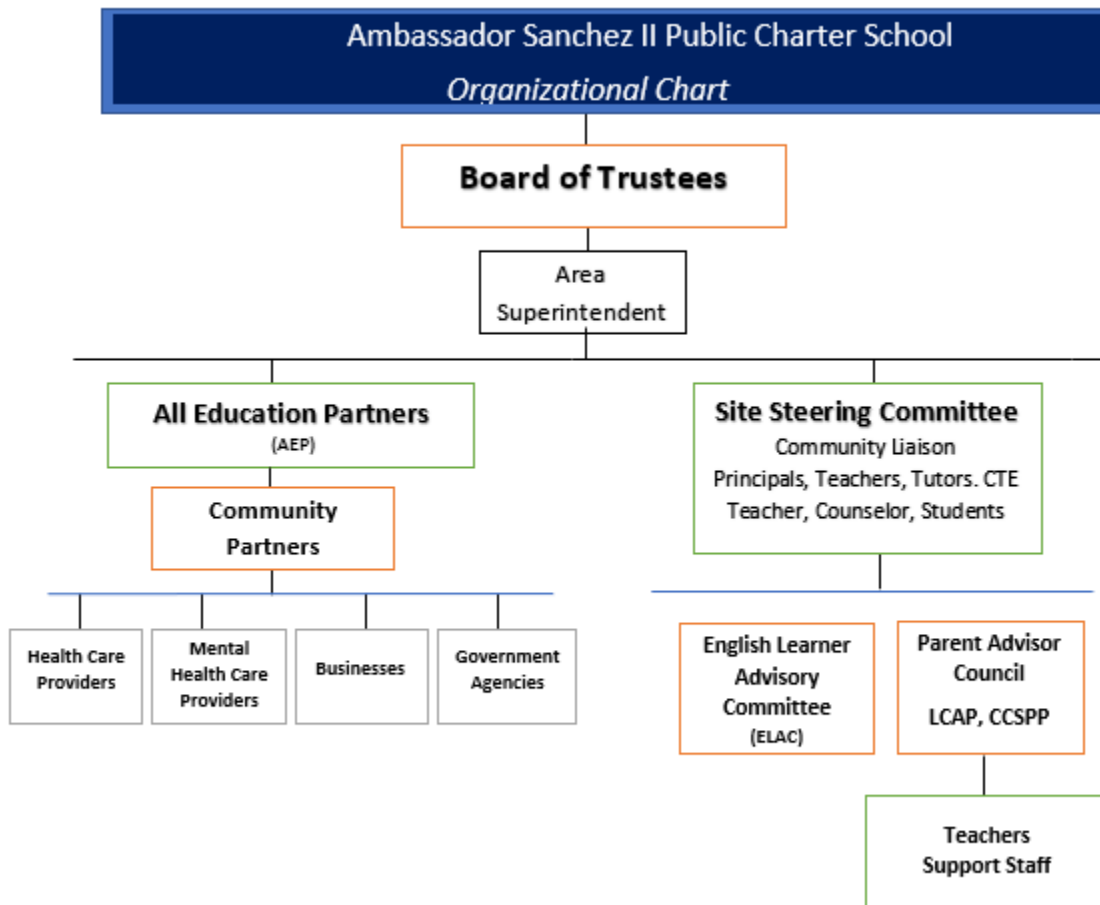 Ambassador Sanchez II Public Charter School
Organizational Chart
Board of Trustees
Area
Superintendent
All Education Partners
(AEP)
Community
Partners
Health Care
Providers
Mental
Health Care
Providers
Businesses
Government
Agencies
Site Steering Committee
Community Liaison
Principals, Teachers, Tutors. CTE
Teacher, Counselor, Students
English Learner
Advisory
Committee
(ELAC)
Parent Advisor
Council
LCAP, CCSPP
Teachers
Support Staff